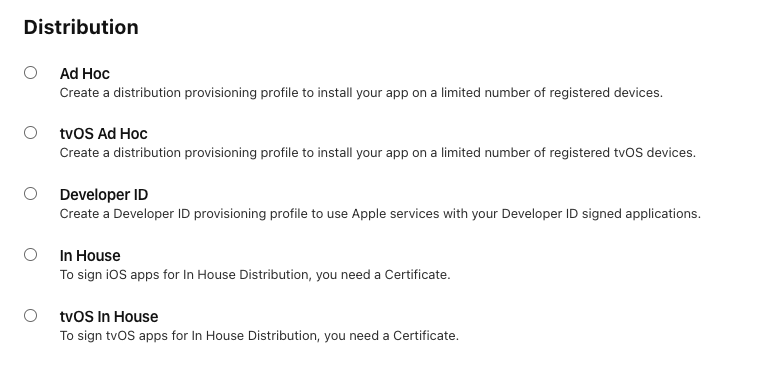 Distribution
Ad Hoc
Create a distribution provisioning profile to install your app on a limited number of registered devices.
tvOS Ad Hoc
Create a distribution provisioning profile to install your app on a limited number of registered tvOS devices.
Developer ID
Create a Developer ID provisioning profile to use Apple services with your Developer ID signed applications.
In House
To sign iOS apps for In House Distribution, you need a Certificate.
tvOS In House
To sign tvOS apps for In House Distribution, you need a Certificate.